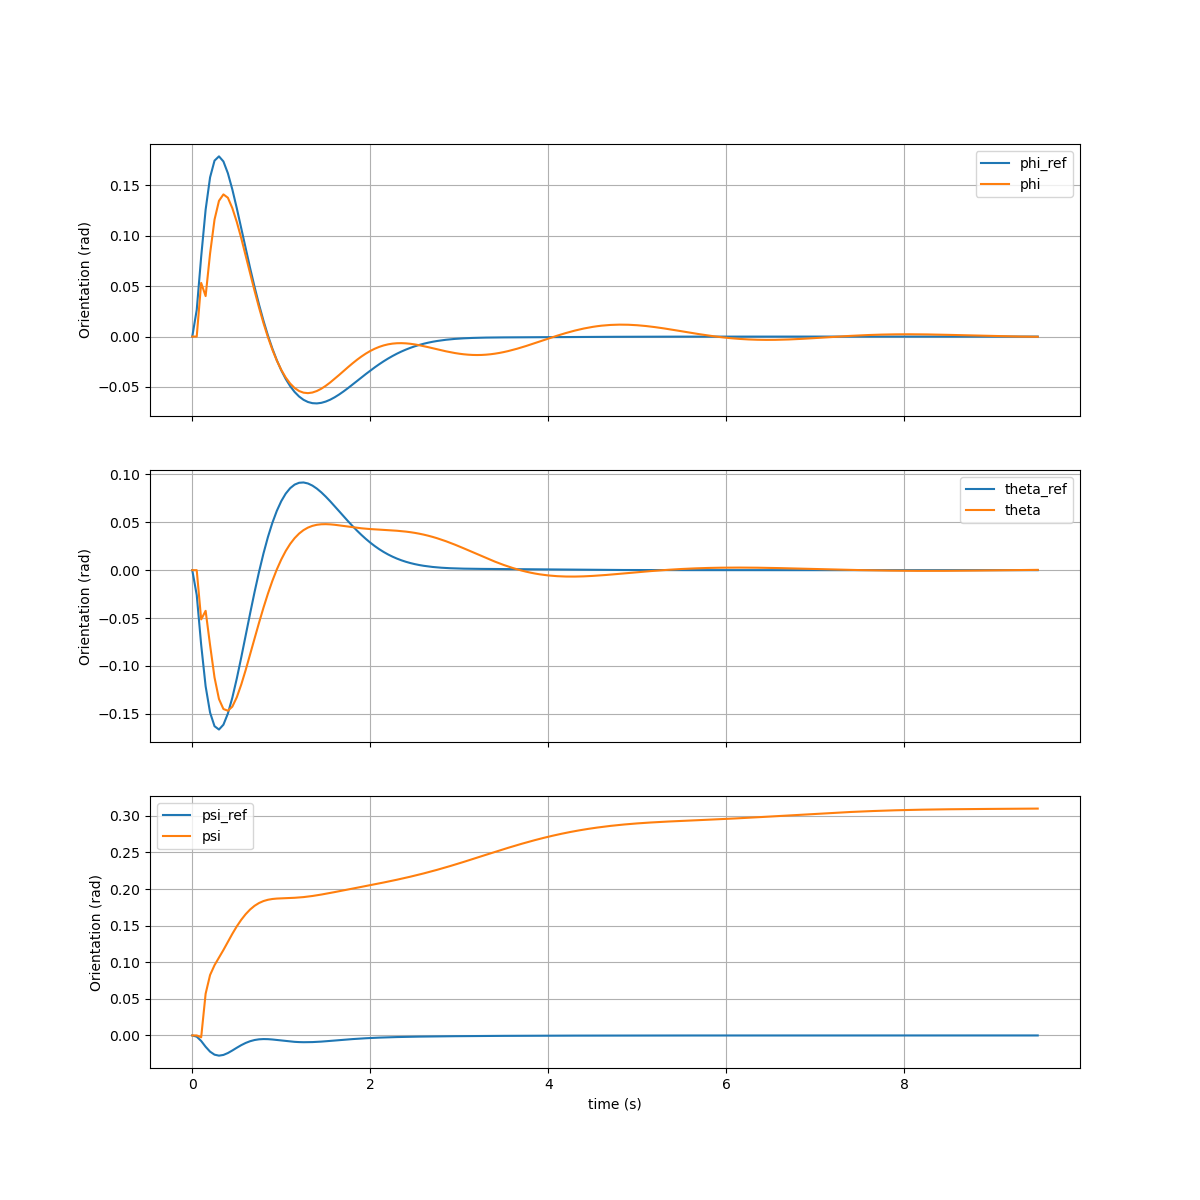 0.15
0.10
0.05
0.00
−0.05
Orientation (rad)
phi_ref
phi
0.10
0.05
0.00
−0.05
−0.10
−0.15
Orientation (rad)
theta_ref
theta
0.30
0.25
0.20
0.15
0.10
0.05
0.00
Orientation (rad)
psi_ref
psi
0 2 4 6 8
time (s)